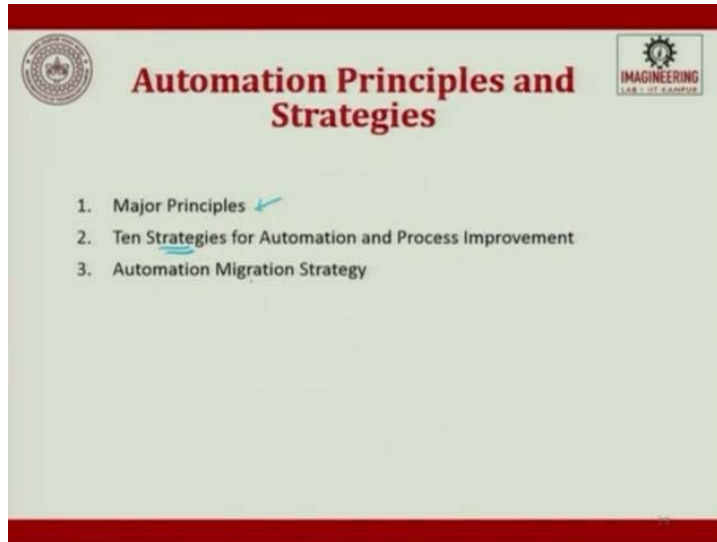 Automation Principles and
Strategies
IMAGINEERING
LAB I IIT KANPUR
1. Major Principles
2. Ten Strategies for Automation and Process Improvement
3. Automation Migration Strategy